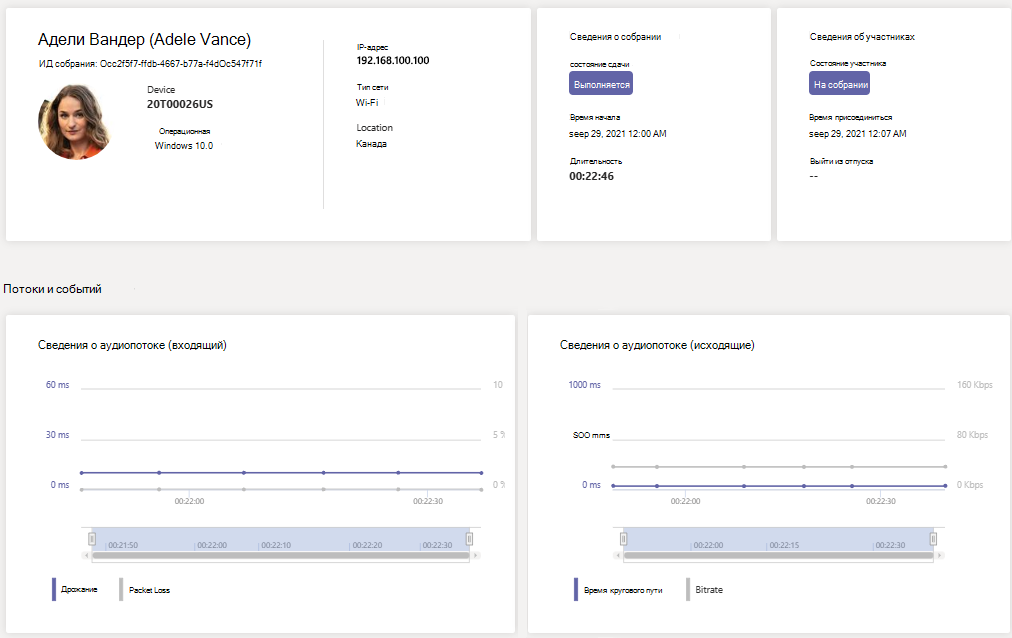 Адели Вандер (Adele Vance)
ИД собрания: Occ2f5f7-ffdb-4667-b77a-f4dOc547f71f
Device
20T00026US
Операционная
Windows 10.0
IP-адрес
192.168.100.100
Тип сети
Wi-Fi
Location
Канада
Сведения о собрании
состояние сдачи
Выполняется
Время начала
seep 29, 2021 12:00 AM
Длительность
00:22:46
Сведения об участниках
Состояние участника
На собрании
Время присоединиться
seep 29, 2021 12:07 AM
Выйти из отпуска
--
Потоки и событий
Сведения о аудиопотоке (входящий)
60 ms
10
30 ms
5 %
0 ms
0 %
00:22:00
00:22:30
00:21:50
00:22:00
00:22:10
00:22:20
00:22:30
Дрожание
Packet Loss
Сведения о аудиопотоке (исходящие)
1000 ms
160 Kbps
SOO mms
80 Kbps
0 ms
0 Kbps
00:22:00
00:22:30
00:22:00
00:22:15
00:22:30
Время кругового пути
Bitrate